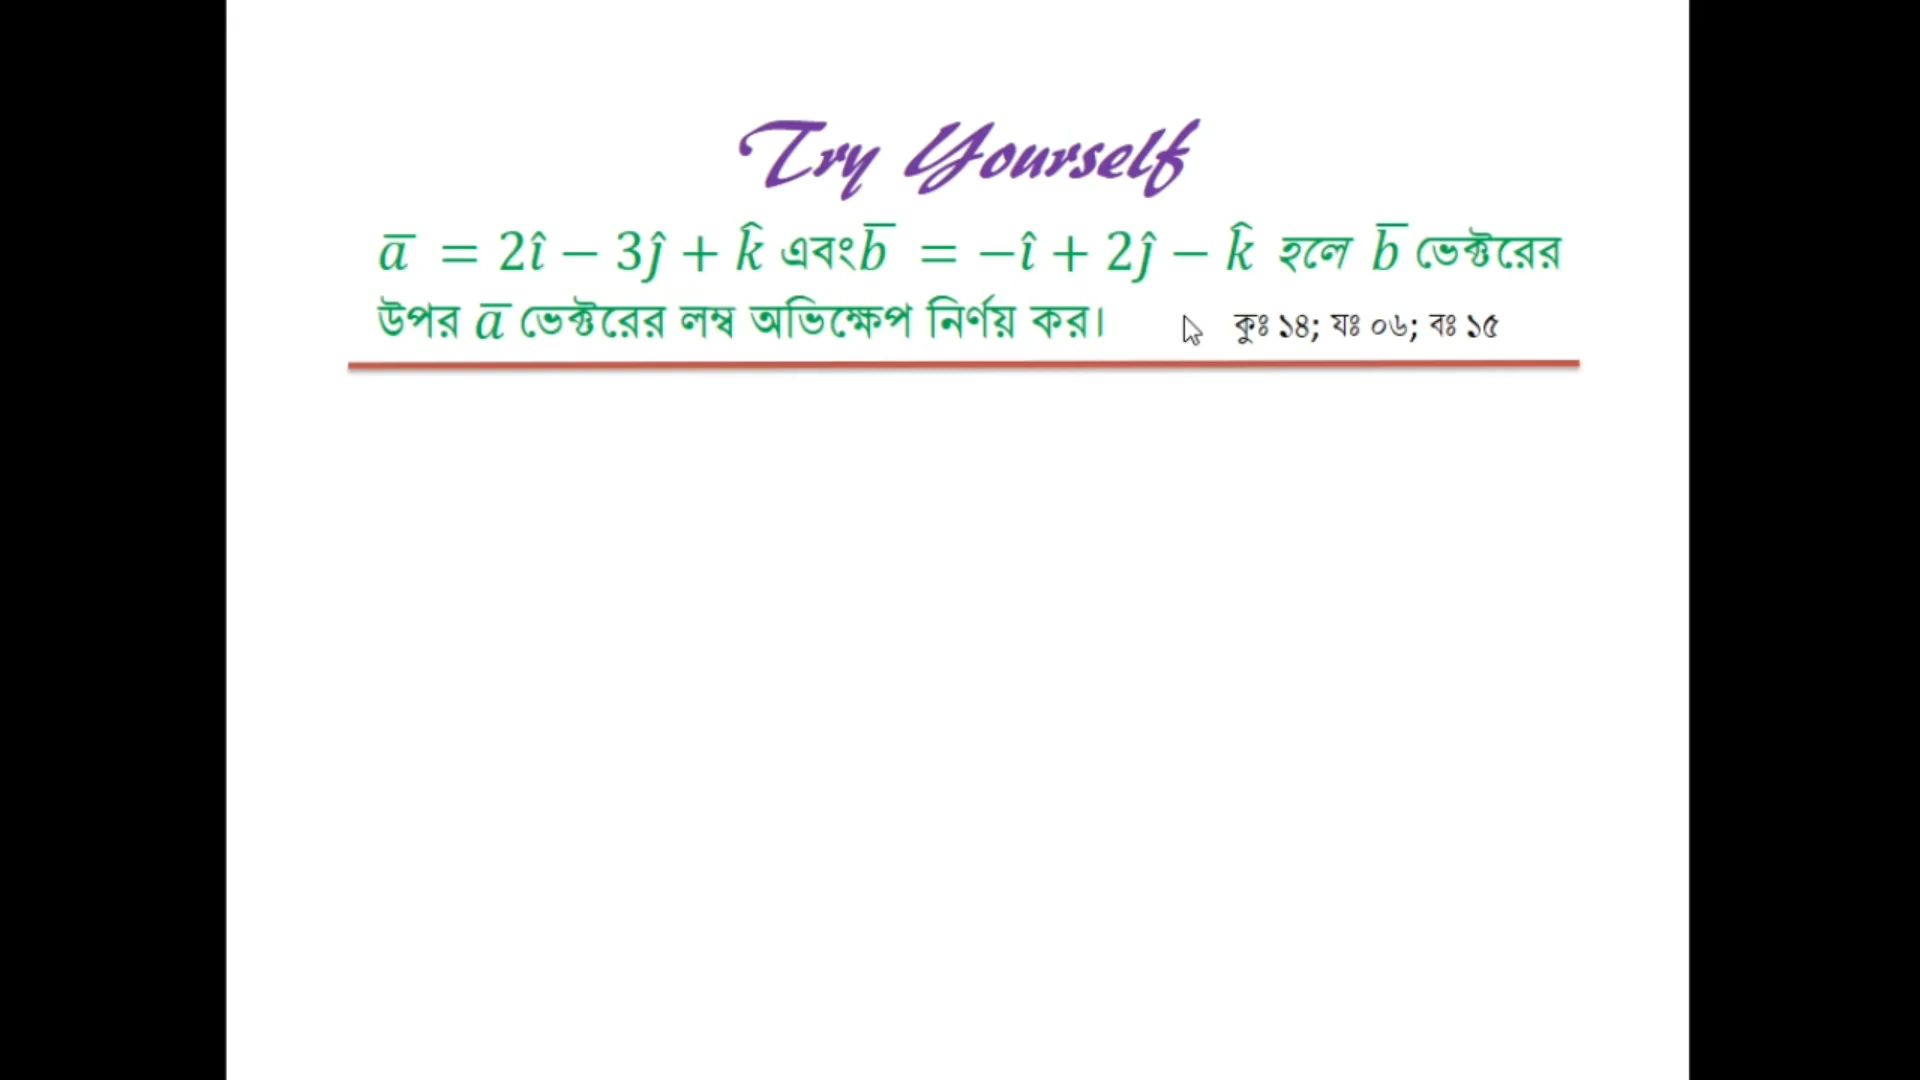 Try Yourself
a̅ = 2î − 3ĵ + k̂ এবং b̅ = −î + 2ĵ − k̂ হলে b̅ ভেক্টরের
উপর a̅ ভেক্টরের লম্ব অভিক্ষেপ নির্ণয় কর। কুঃ ১৪; যঃ ০৬; বঃ ১৫